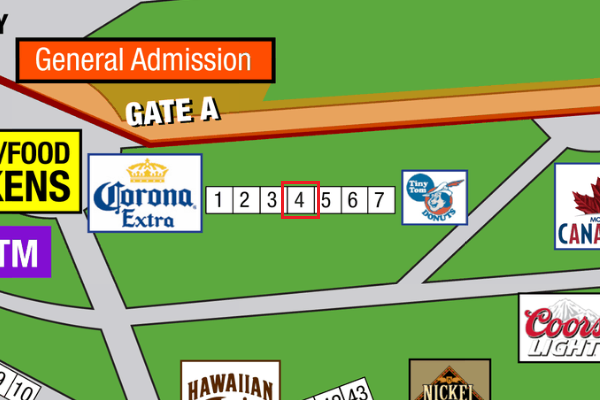 Y
General Admission
GATE A
/FOOD
KENS
Corona
Extra
1 2 3 4 5 6 7
Tiny
Tom
DONUTS
MO
CANA
TM
Coors
LIGHT
HAWAIIAN
NICKEL
9 10
43